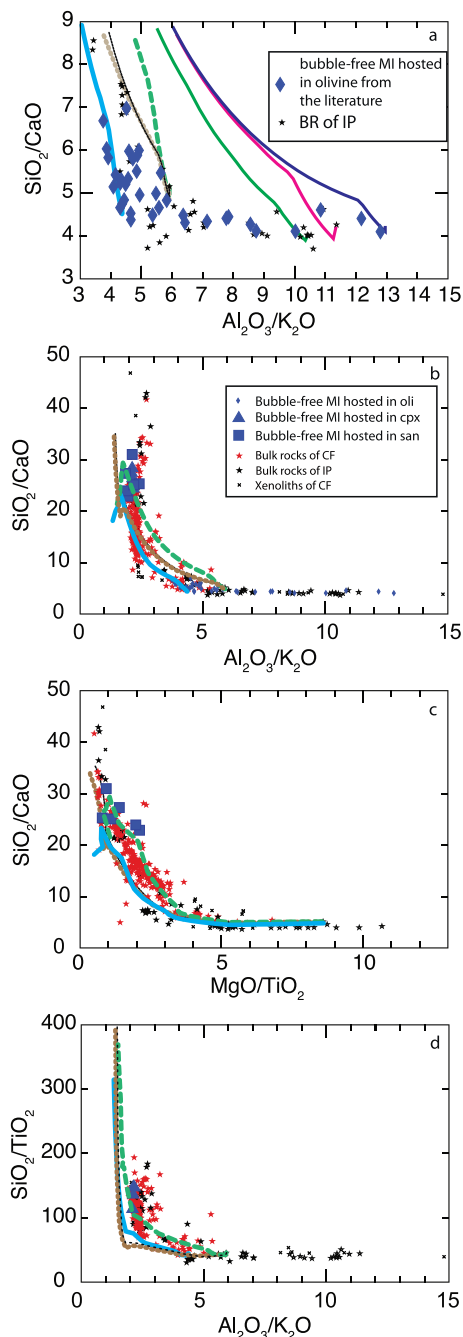 9
8
7
6
5
4
3
SiO2/CaO
a
bubble-free MI hosted
in olivine from
the literature
BR of IP
3 4 5 6 7 8 9 10 11 12 13 14 15
Al2O3/K2O
50
40
30
20
10
0
SiO2/CaO
b
Bubble-free MI hosted in oli
Bubble-free MI hosted in cpx
Bubble-free MI hosted in san
Bulk rocks of CF
Bulk rocks of IP
Xenoliths of CF
0 5 10 15
Al2O3/K2O
50
40
30
20
10
0
SiO2/CaO
c
0 5 10
MgO/TiO2
400
300
200
100
0
SiO2/TiO2
d
0 5 10 15
Al2O3/K2O